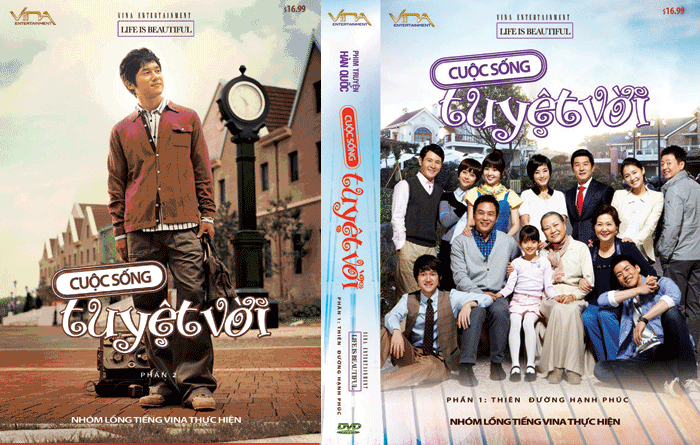 VINA
ENTERTAINMENT
VINA ENTERTAINMENT
LIFE IS BEAUTIFUL
$16.99
CUỘC SỐNG
tuyệt vời
PHẦN 2
NHÓM LỒNG TIẾNG VINA THỰC HIỆN
VINA
ENTERTAINMENT
PHIM TRUYỆN
HÀN QUỐC
CUỘC SỐNG
tuyệt vời
PHẦN 1: THIÊN ĐƯỜNG HẠNH PHÚC
VINA ENTERTAINMENT
LIFE IS BEAUTIFUL
DVD
VINA
ENTERTAINMENT
VINA ENTERTAINMENT
LIFE IS BEAUTIFUL
$16.99
CUỘC SỐNG
tuyệt vời
PHẦN 1: THIÊN ĐƯỜNG HẠNH PHÚC
NHÓM LỒNG TIẾNG VINA THỰC HIỆN